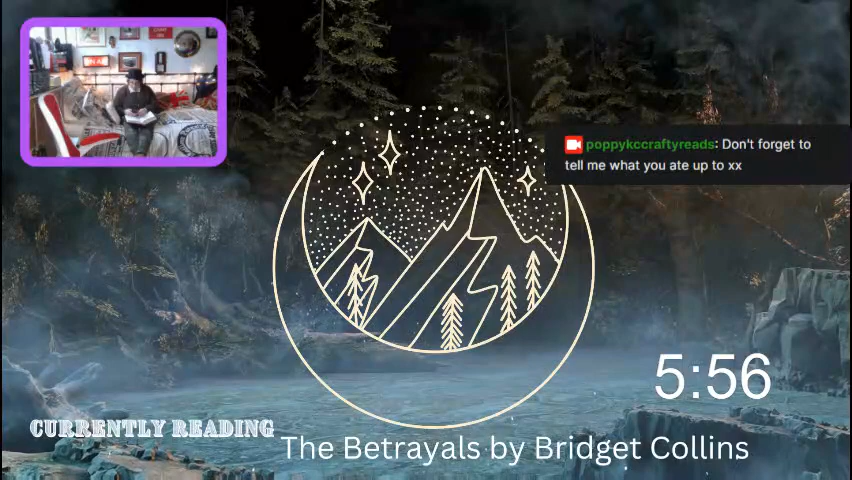 poppykccraftyreads: Don't forget to
tell me what you ate up to xx
5:56
CURRENTLY READING
The Betrayals by Bridget Collins